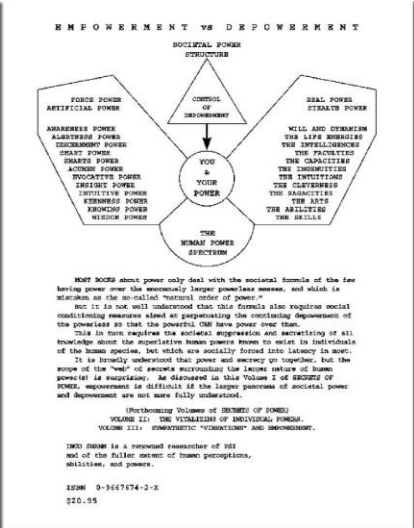 EMPOWERMENT vs DEPOWERMENT
SOCIETAL POWER
STRUCTURE
CONTROL
OF
DEPOWERMENT
FORCE POWER
ARTIFICIAL POWER
AWARENESS POWER
ALERTNESS POWER
DISCERNMENT POWER
SMART POWER
SMARTS POWER
ACUMEN POWER
EVOCATIVE POWER
INSIGHT POWER
INTUITIVE POWER
KEENNESS POWER
KNOWING POWER
WISDOM POWER
YOU
&
YOUR
POWER
REAL POWER
STEALTH POWER
WILL AND DYNAMISM
THE LIFE ENERGIES
THE INTELLIGENCES
THE FACULTIES
THE CAPACITIES
THE INGENUITIES
THE INTUITIONS
THE CLEVERNESS
THE SAGACITIES
THE ARTS
THE ABILITIES
THE SKILLS
THE
HUMAN POWER
SPECTRUM
MOST BOOKS about power only deal with the societal formula of the few
having power over the enormously larger powerless masses, and which is
mistaken as the so-called "natural order of power."
But it is not well understood that this formula also requires social
conditioning measures aimed at perpetuating the continuing depowerment of
the powerless so that the powerful CAN have power over them.
This in turn requires the societal suppression and secretizing of all
knowledge about the superlative human powers known to exist in individuals
of the human species, but which are socially forced into latency in most.
It is broadly understood that power and secrecy go together, but the
scope of the "web" of secrets surrounding the larger nature of human
power(s) is surprising. As discussed in this Volume I of SECRETS OF
POWER, empowerment is difficult if the larger panorama of societal power
and depowerment are not more fully understood.
(Forthcoming Volumes of SECRETS OF POWER)
VOLUME II: THE VITALIZING OF INDIVIDUAL POWERS.
VOLUME III: SYMPATHETIC "VIBRATIONS" AND EMPOWERMENT.
INGO SWANN is a renowned researcher of PSI
and of the fuller extent of human perceptions,
abilities, and powers.
ISBN 0-9667674-2-X
$20.95